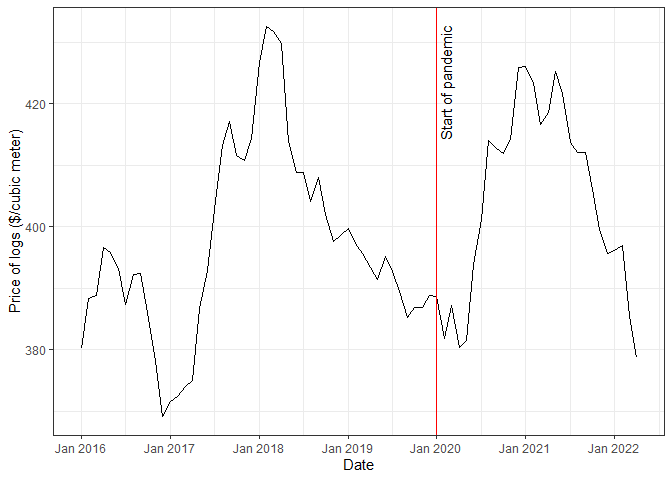 Price of logs ($/cubic meter)
420
400
380
Start of pandemic
Jan 2016 Jan 2017 Jan 2018 Jan 2019 Jan 2020 Jan 2021 Jan 2022
Date